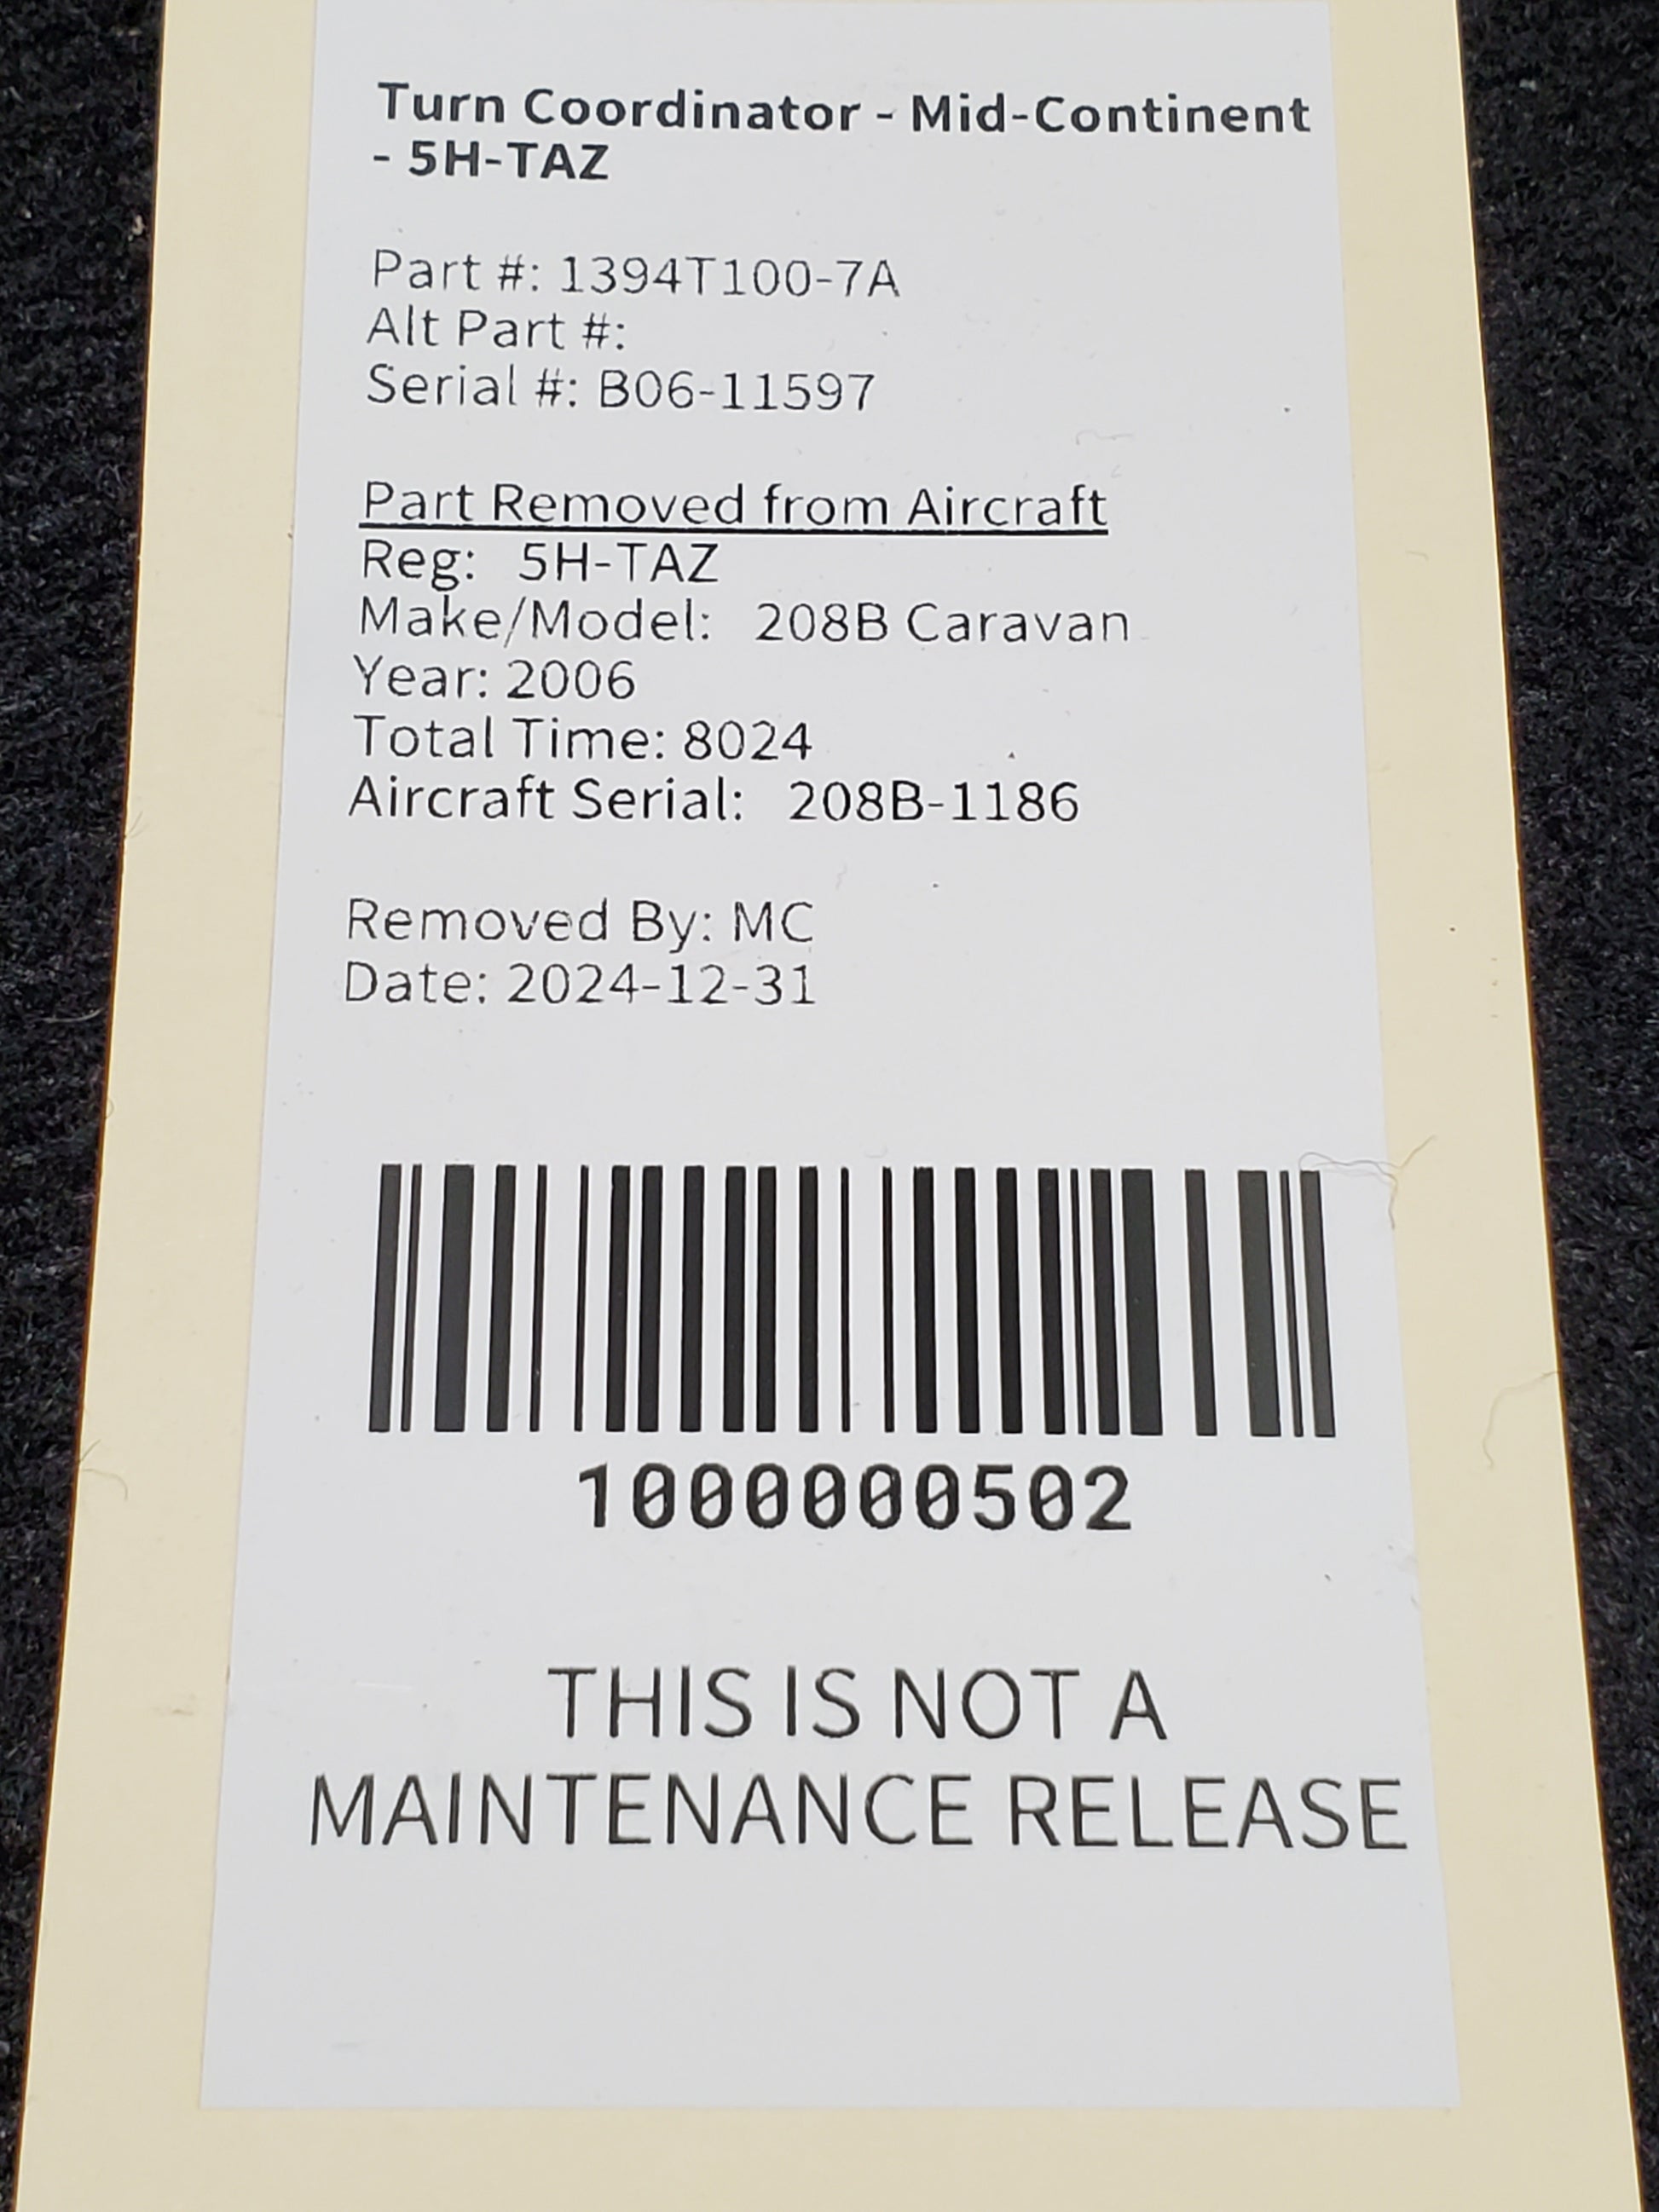 Turn Coordinator - Mid-Continent
- 5H-TAZ
Part #: 1394T100-7A
Alt Part #:
Serial #: B06-11597
Part Removed from Aircraft
Reg: 5H-TAZ
Make/Model: 208B Caravan
Year: 2006
Total Time: 8024
Aircraft Serial: 208B-1186
Removed By: MC
Date: 2024-12-31
1000000502
THIS IS NOT A
MAINTENANCE RELEASE